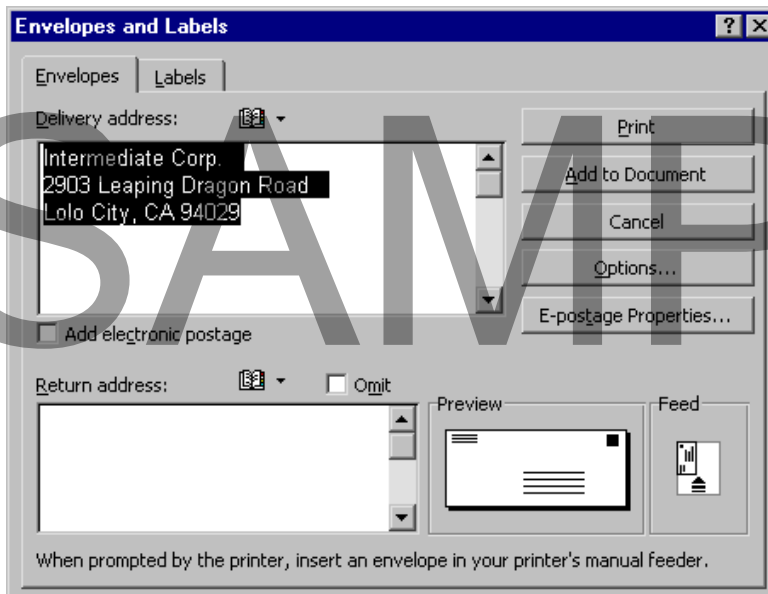 Envelopes and Labels
Envelopes Labels
Delivery address:
Intermediate Corp.
2903 Leaping Dragon Road
Lolo City, CA 94029
Print
Add to Document
Cancel
Options...
E-postage Properties...
Add electronic postage
Return address:
Omit
Preview
Feed
When prompted by the printer, insert an envelope in your printer's manual feeder.
SAMP